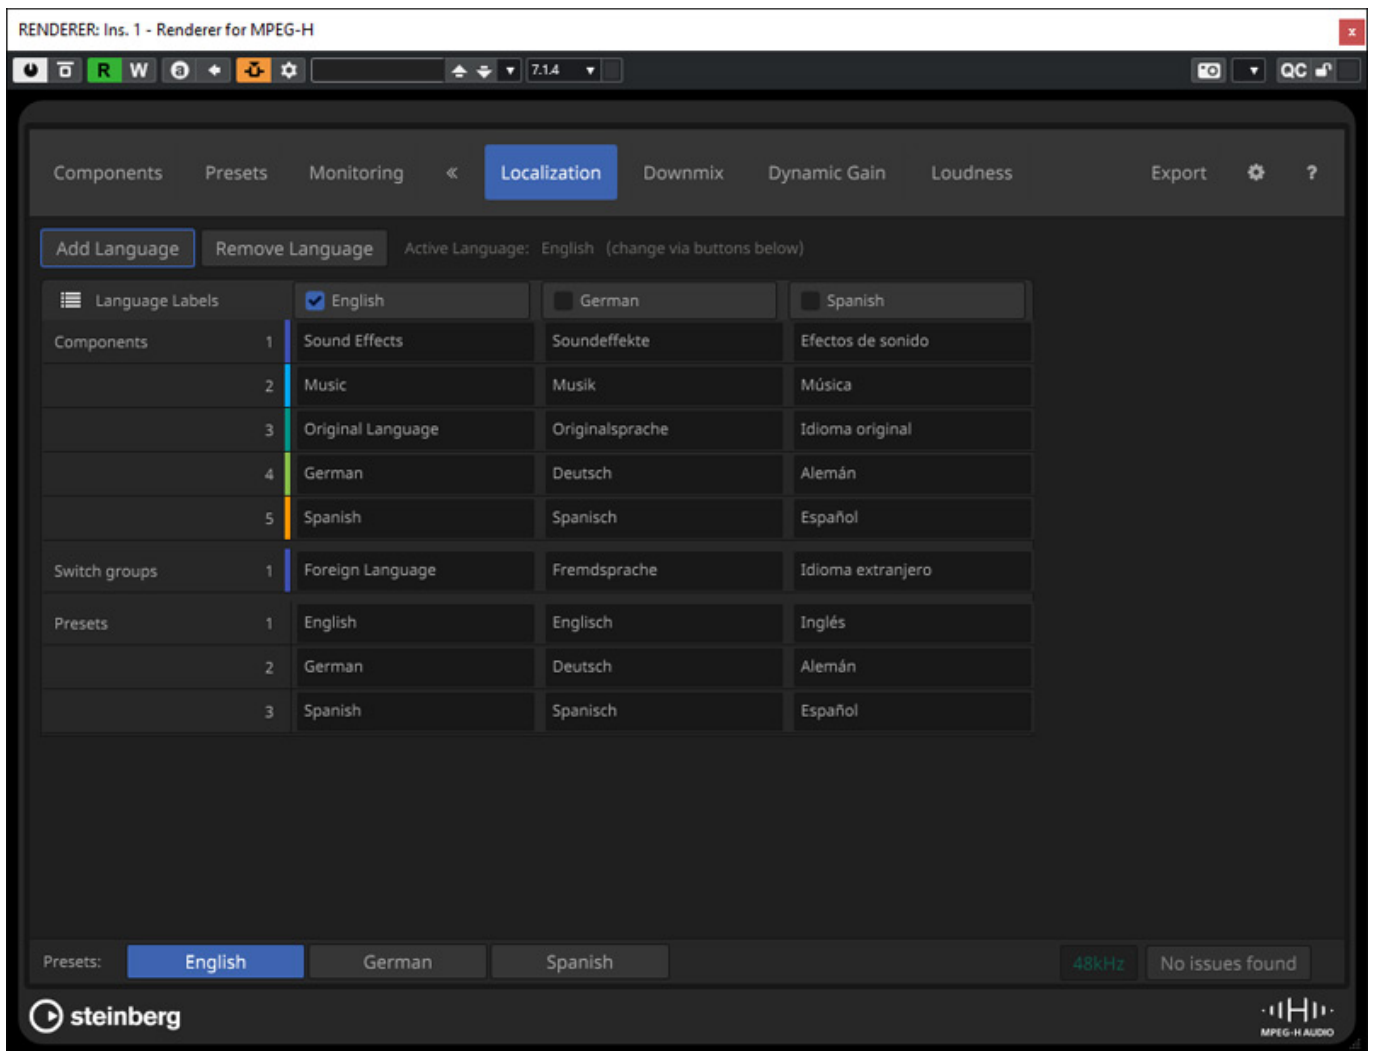 RENDERER: Ins. 1 - Renderer for MPEG-H
x
R W a 7.1.4 QC
Components Presets Monitoring « Localization Downmix Dynamic Gain Loudness Export ?
Add Language Remove Language Active Language: English (change via buttons below)
Language Labels English German Spanish
Components 1 Sound Effects Soundeffekte Efectos de sonido
2 Music Musik Música
3 Original Language Originalsprache Idioma original
4 German Deutsch Alemán
5 Spanish Spanisch Español
Switch groups 1 Foreign Language Fremdsprache Idioma extranjero
Presets 1 English Englisch Inglés
2 German Deutsch Alemán
3 Spanish Spanisch Español
Presets: English German Spanish 48kHz No issues found
steinberg
MPEG-H AUDIO